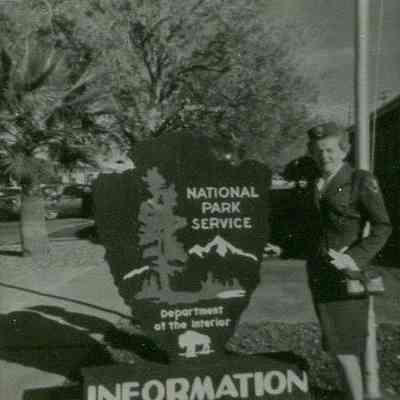 NATIONAL
PARK
SERVICE
Department
of the Interior
INFORMATION